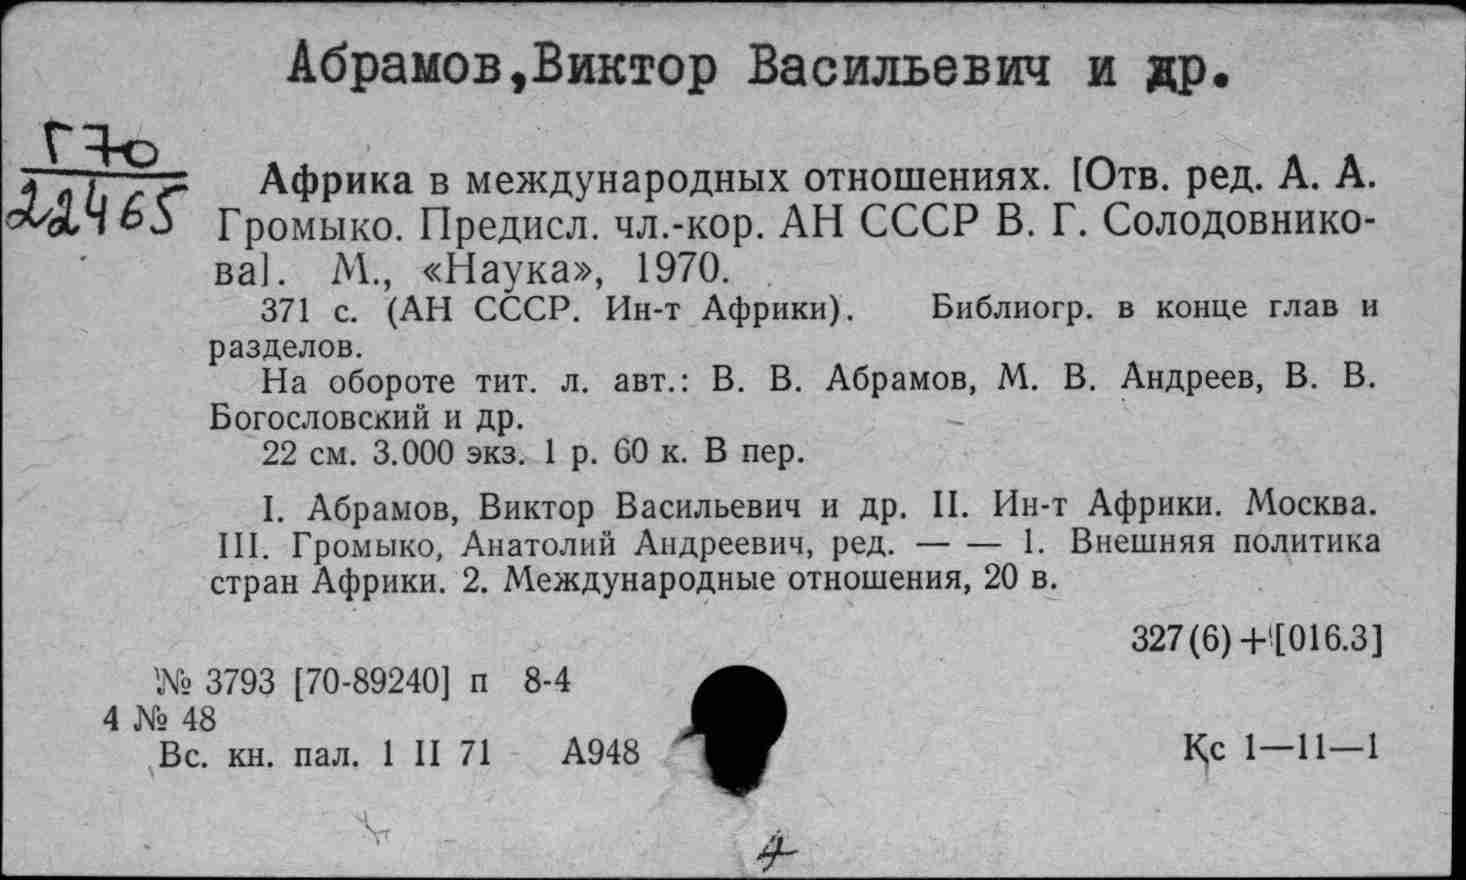 Абрамов,Виктор Васильевич и др.
Г70
22465
Африка в международных отношениях. [Отв. ред. А. А.
Громыко. Предисл. чл.-кор. АН СССР В. Г. Солодовнико-
ва]. М., «Наука», 1970.
371 с. (АН СССР. Ин-т Африки). Библиогр. в конце глав и
разделов.
На обороте тит. л. авт.: В. В. Абрамов, М. В. Андреев, В. В.
Богословский и др.
22 см. 3.000 экз. 1 р. 60 к. В пер.
I. Абрамов, Виктор Васильевич и др. II. Ин-т Африки. Москва.
III. Громыко, Анатолий Андреевич, ред. — — 1. Внешняя политика
стран Африки. 2. Международные отношения, 20 в.
327(6)+[016.3]
№ 3793 [70-89240] п 8-4
4 № 48
Вс. кн. пал. 1 II 71 А948
Кс 1—11—1